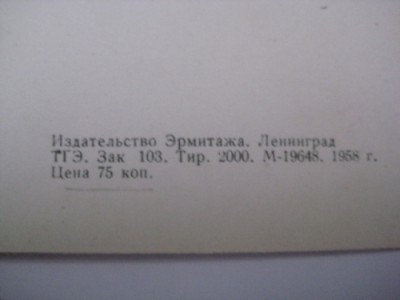 Издательство Эрмитажа. Ленинград
ТГЭ. Зак 103. Тир. 2000. М-19648. 1958 г.
Цена 75 коп.